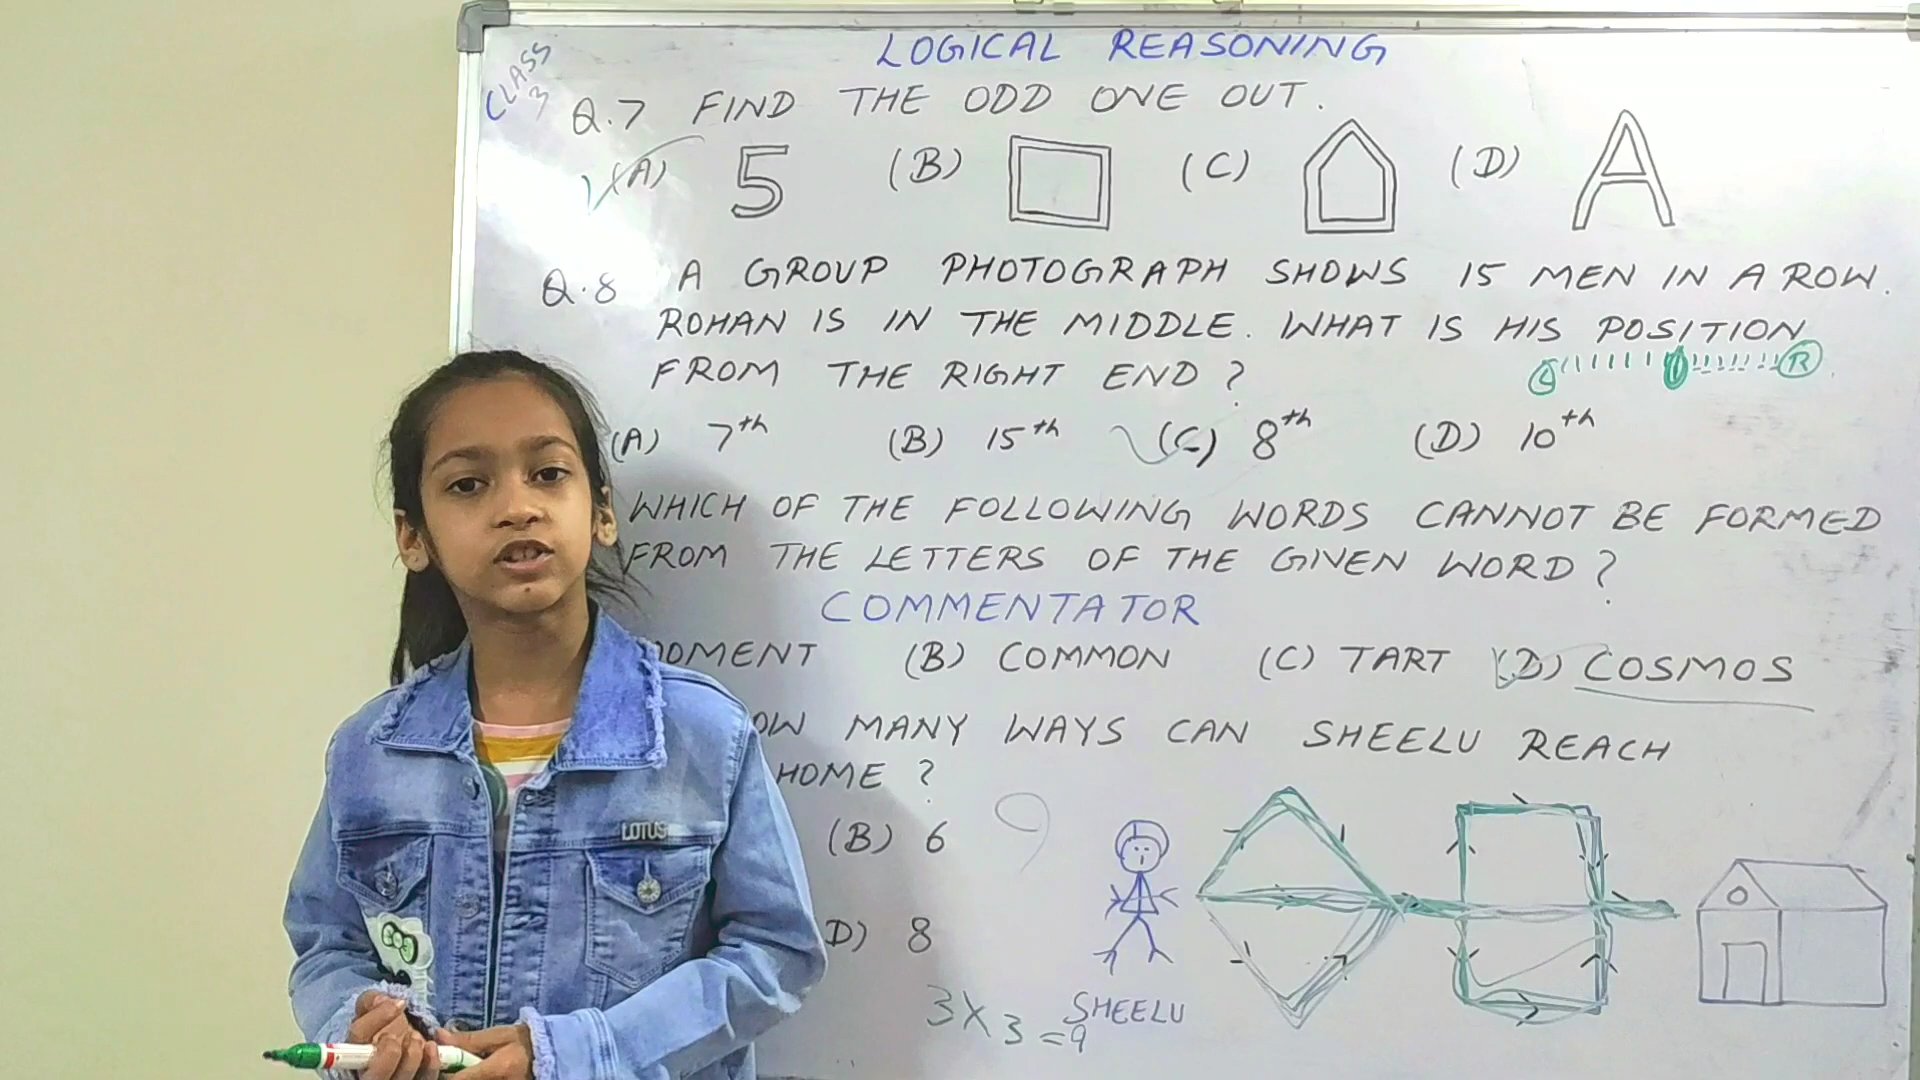 LOGICAL REASONING
CLASS 3
Q.7 FIND THE ODD ONE OUT.
(A) 5 (B) (C) (D) A
Q.8 A GROUP PHOTOGRAPH SHOWS 15 MEN IN A ROW.
ROHAN IS IN THE MIDDLE. WHAT IS HIS POSITION
FROM THE RIGHT END?
L R
(A) 7th (B) 15th (C) 8th (D) 10th
WHICH OF THE FOLLOWING WORDS CANNOT BE FORMED
FROM THE LETTERS OF THE GIVEN WORD?
COMMENTATOR
OMENT (B) COMMON (C) TART (D) COSMOS
OW MANY WAYS CAN SHEELU REACH
HOME?
(B) 6 9
D) 8
3x3=9
SHEELU
LOTUS